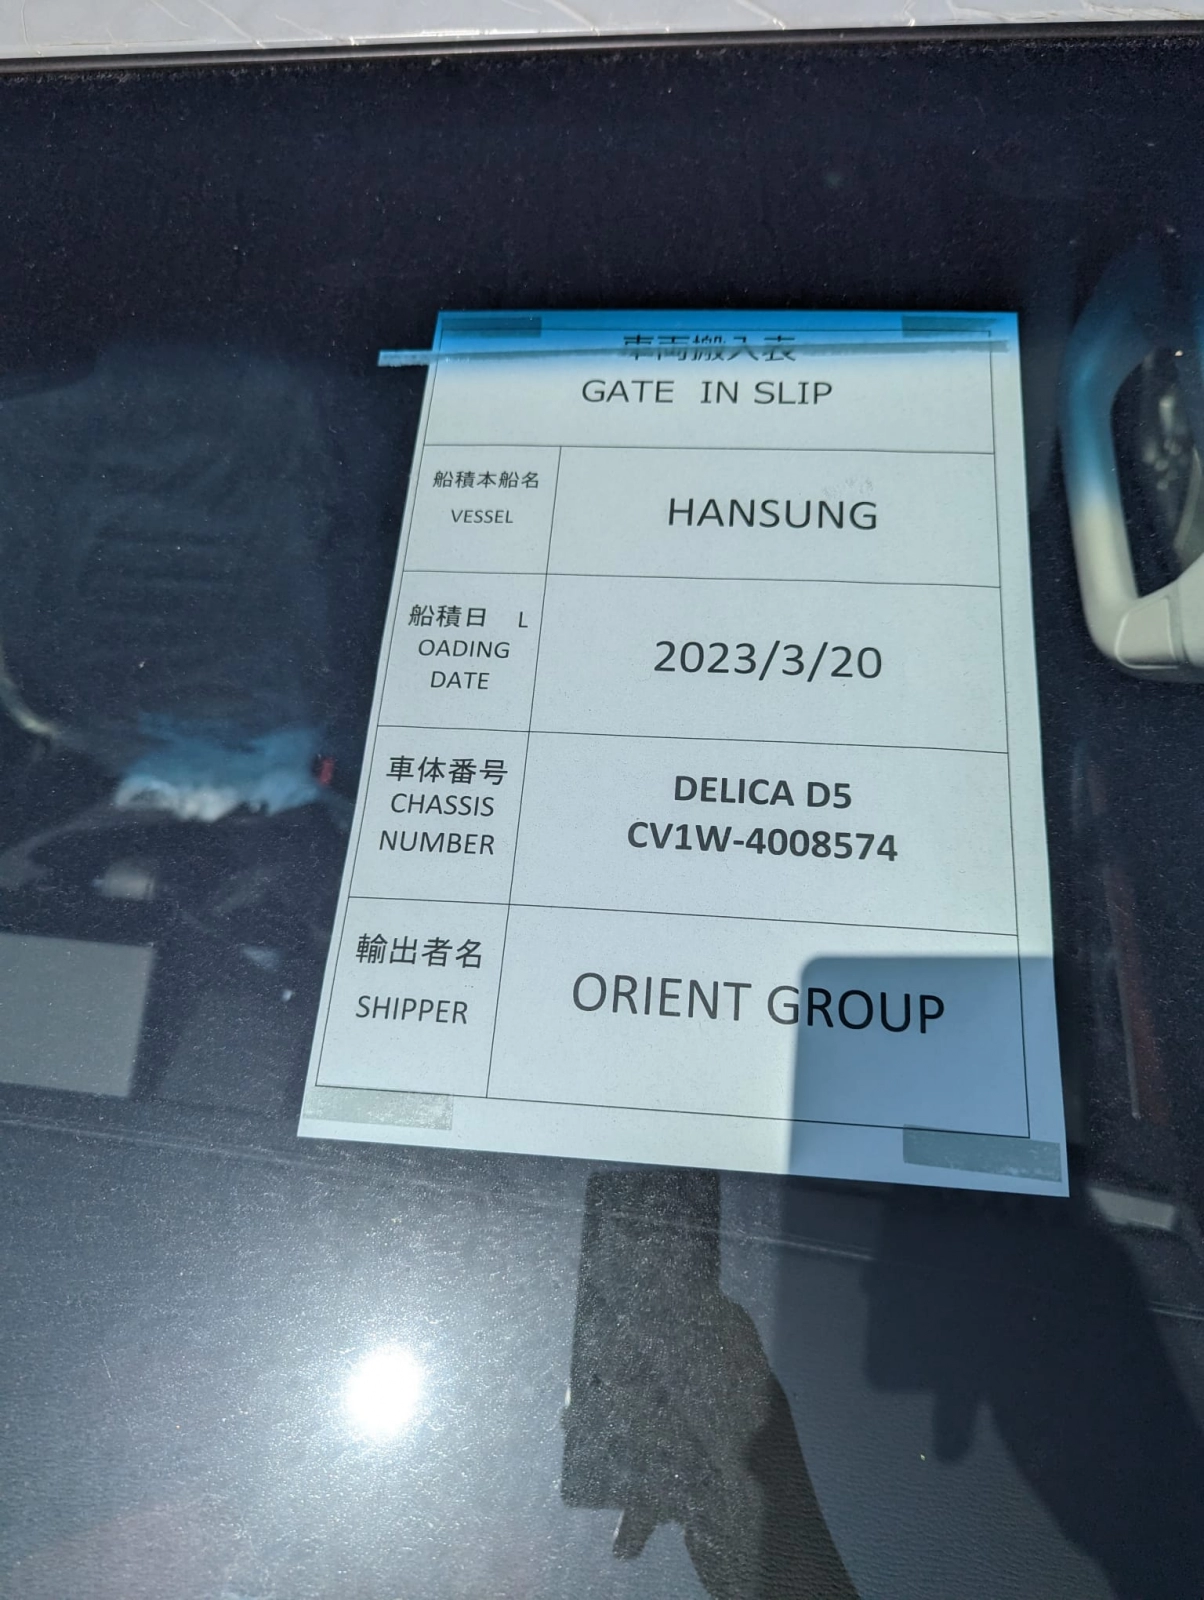 車両搬入表
GATE IN SLIP
船積本船名
VESSEL
HANSUNG
船積日 L
OADING
DATE
2023/3/20
車体番号
CHASSIS
NUMBER
DELICA D5
CV1W-4008574
輸出者名
SHIPPER
ORIENT GROUP